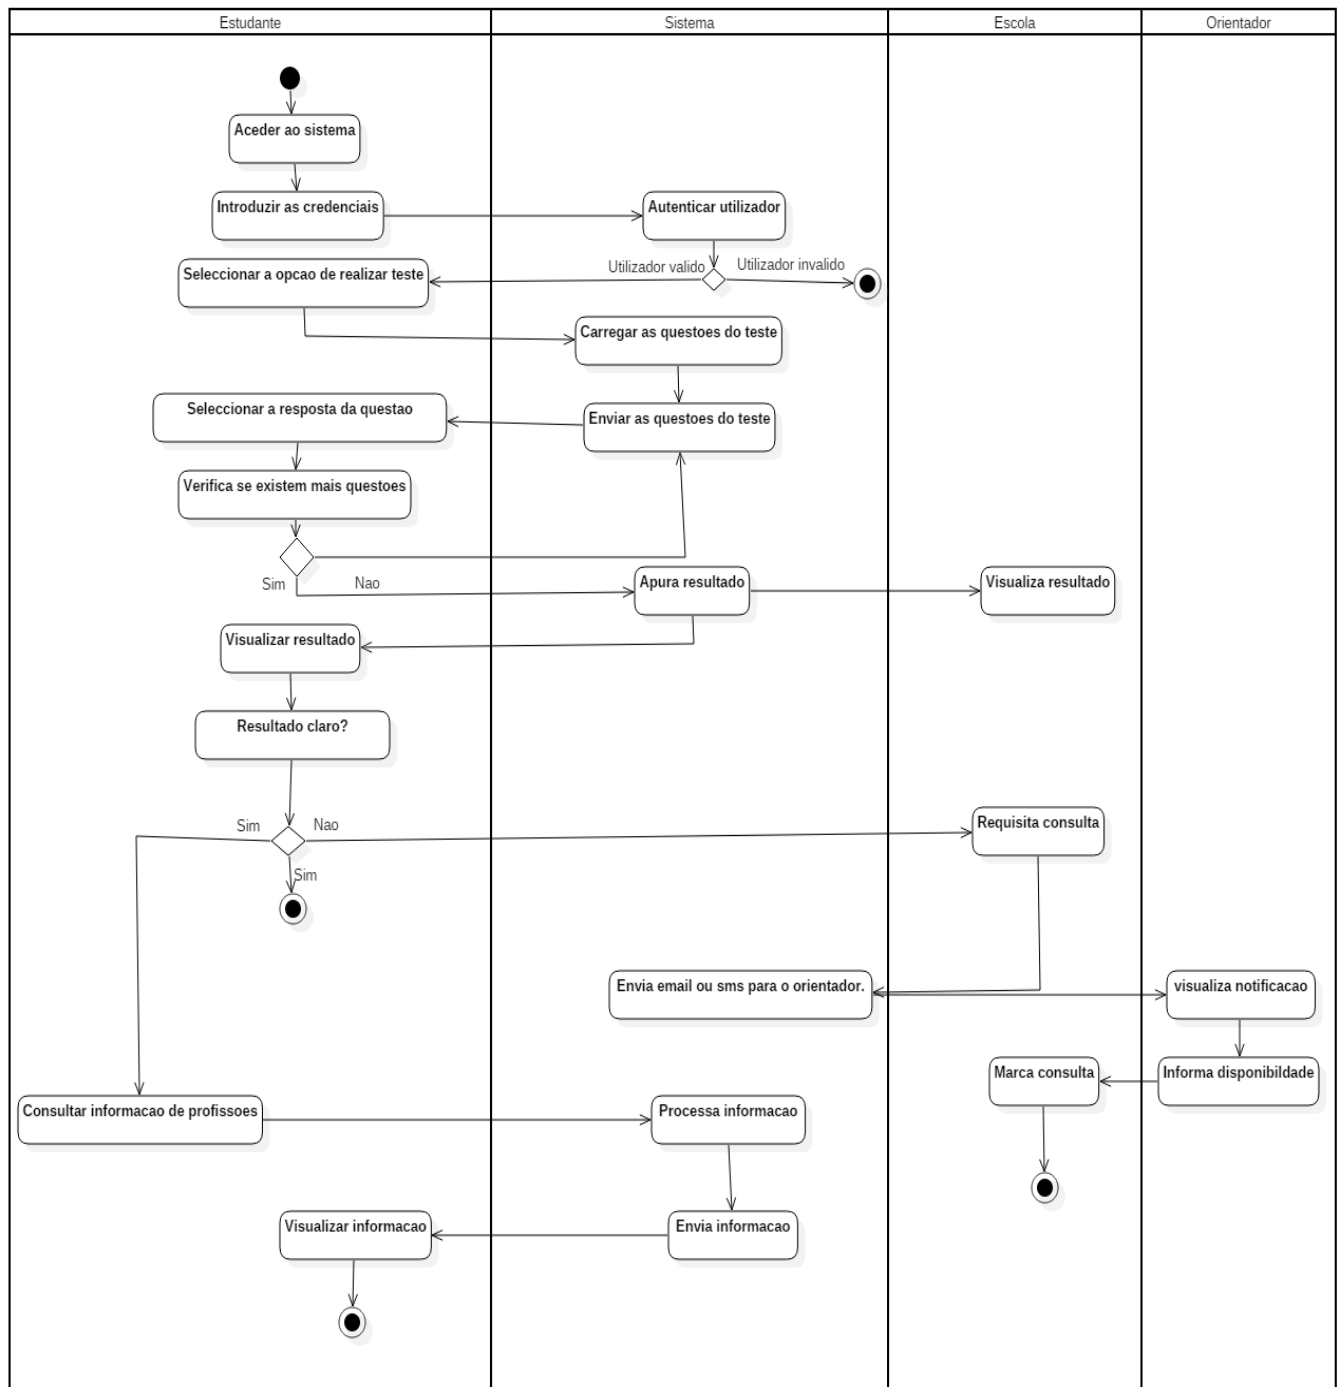 Estudante
Sistema
Escola
Orientador
Aceder ao sistema
Introduzir as credenciais
Autenticar utilizador
Utilizador valido
Utilizador invalido
Seleccionar a opcao de realizar teste
Carregar as questoes do teste
Seleccionar a resposta da questao
Enviar as questoes do teste
Verifica se existem mais questoes
Sim
Nao
Apura resultado
Visualiza resultado
Visualizar resultado
Resultado claro?
Sim
Nao
Requisita consulta
Sim
Envia email ou sms para o orientador.
visualiza notificacao
Marca consulta
Informa disponibildade
Consultar informacao de profissoes
Processa informacao
Visualizar informacao
Envia informacao